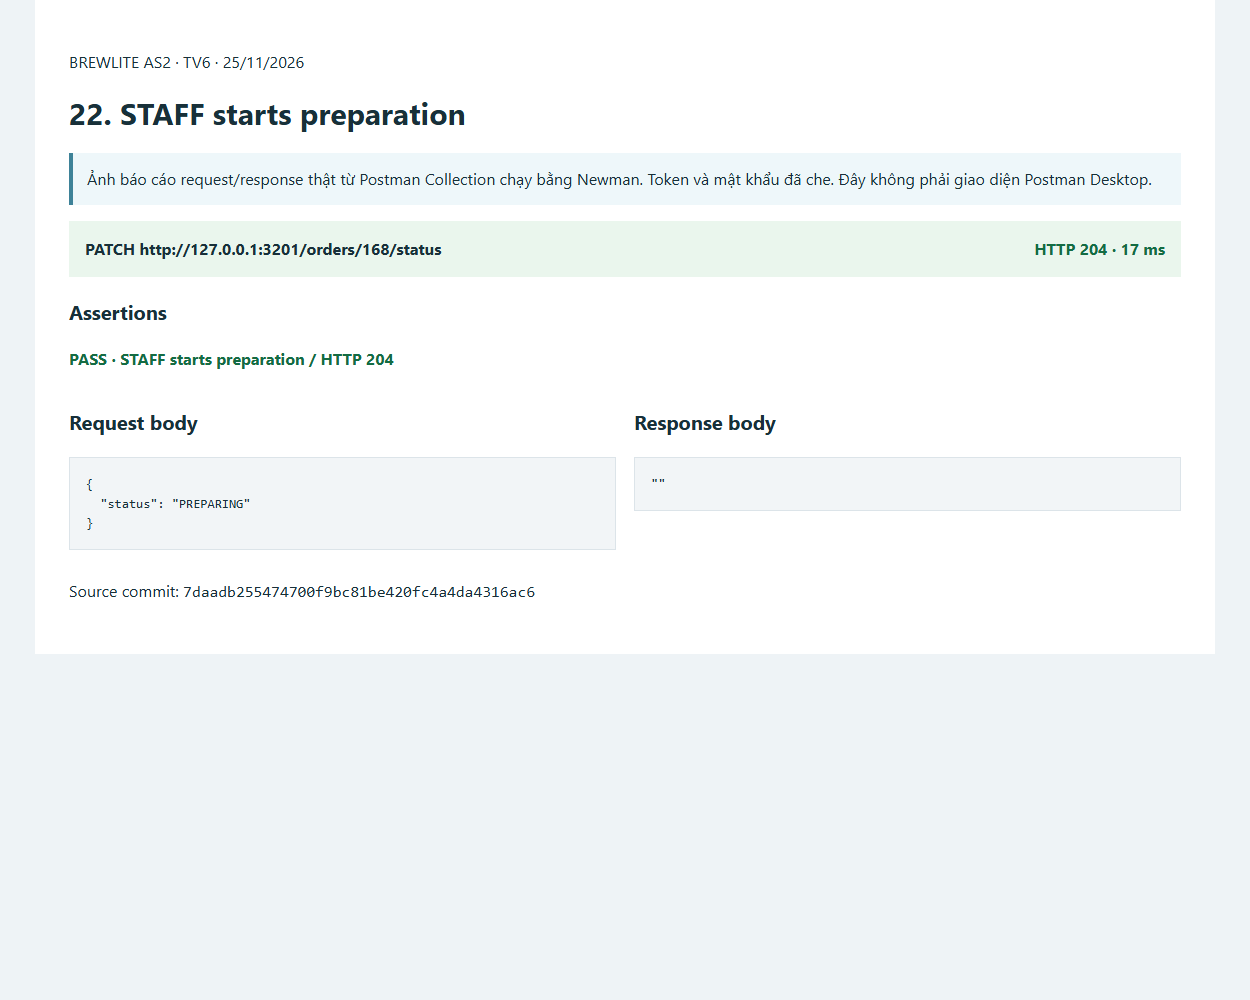 BREWLITE AS2 · TV6 · 25/11/2026
22. STAFF starts preparation
Ảnh báo cáo request/response thật từ Postman Collection chạy bằng Newman. Token và mật khẩu đã che. Đây không phải giao diện Postman Desktop.
PATCH http://127.0.0.1:3201/orders/168/status
HTTP 204 · 17 ms
Assertions
PASS · STAFF starts preparation / HTTP 204
Request body
{
  "status": "PREPARING"
}
Response body
""
Source commit: 7daadb255474700f9bc81be420fc4a4da4316ac6